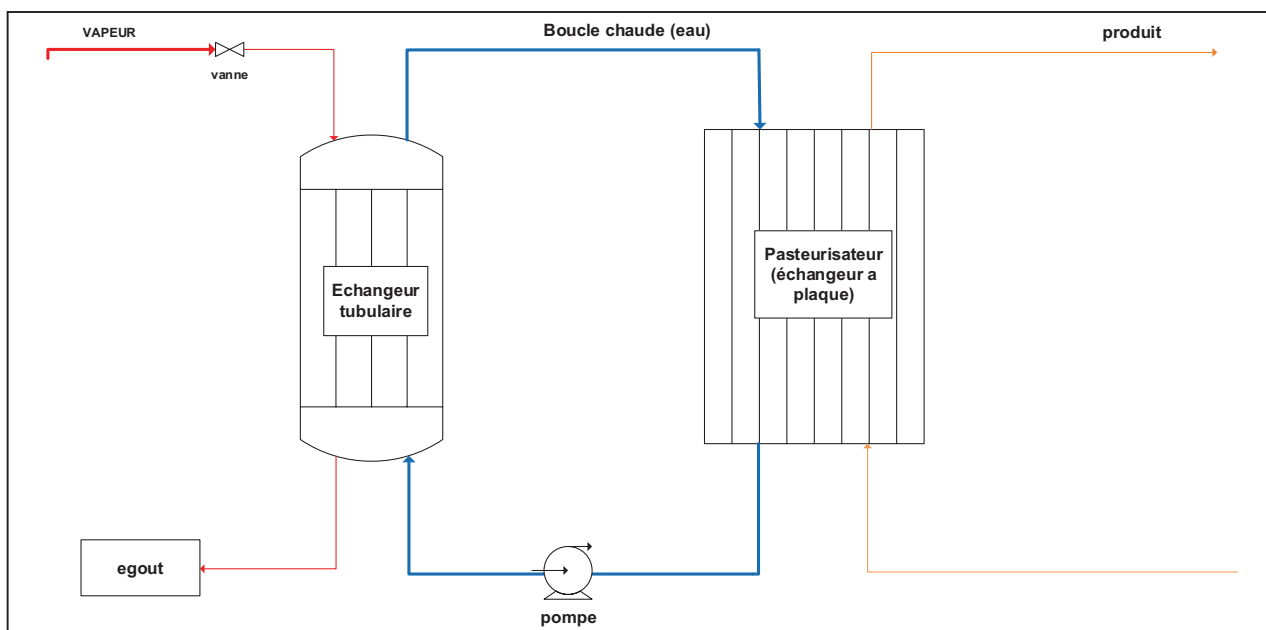 VAPEUR
vanne
Boucle chaude (eau)
produit
Echangeur
tubulaire
Pasteurisateur
(échangeur a
plaque)
egout
pompe